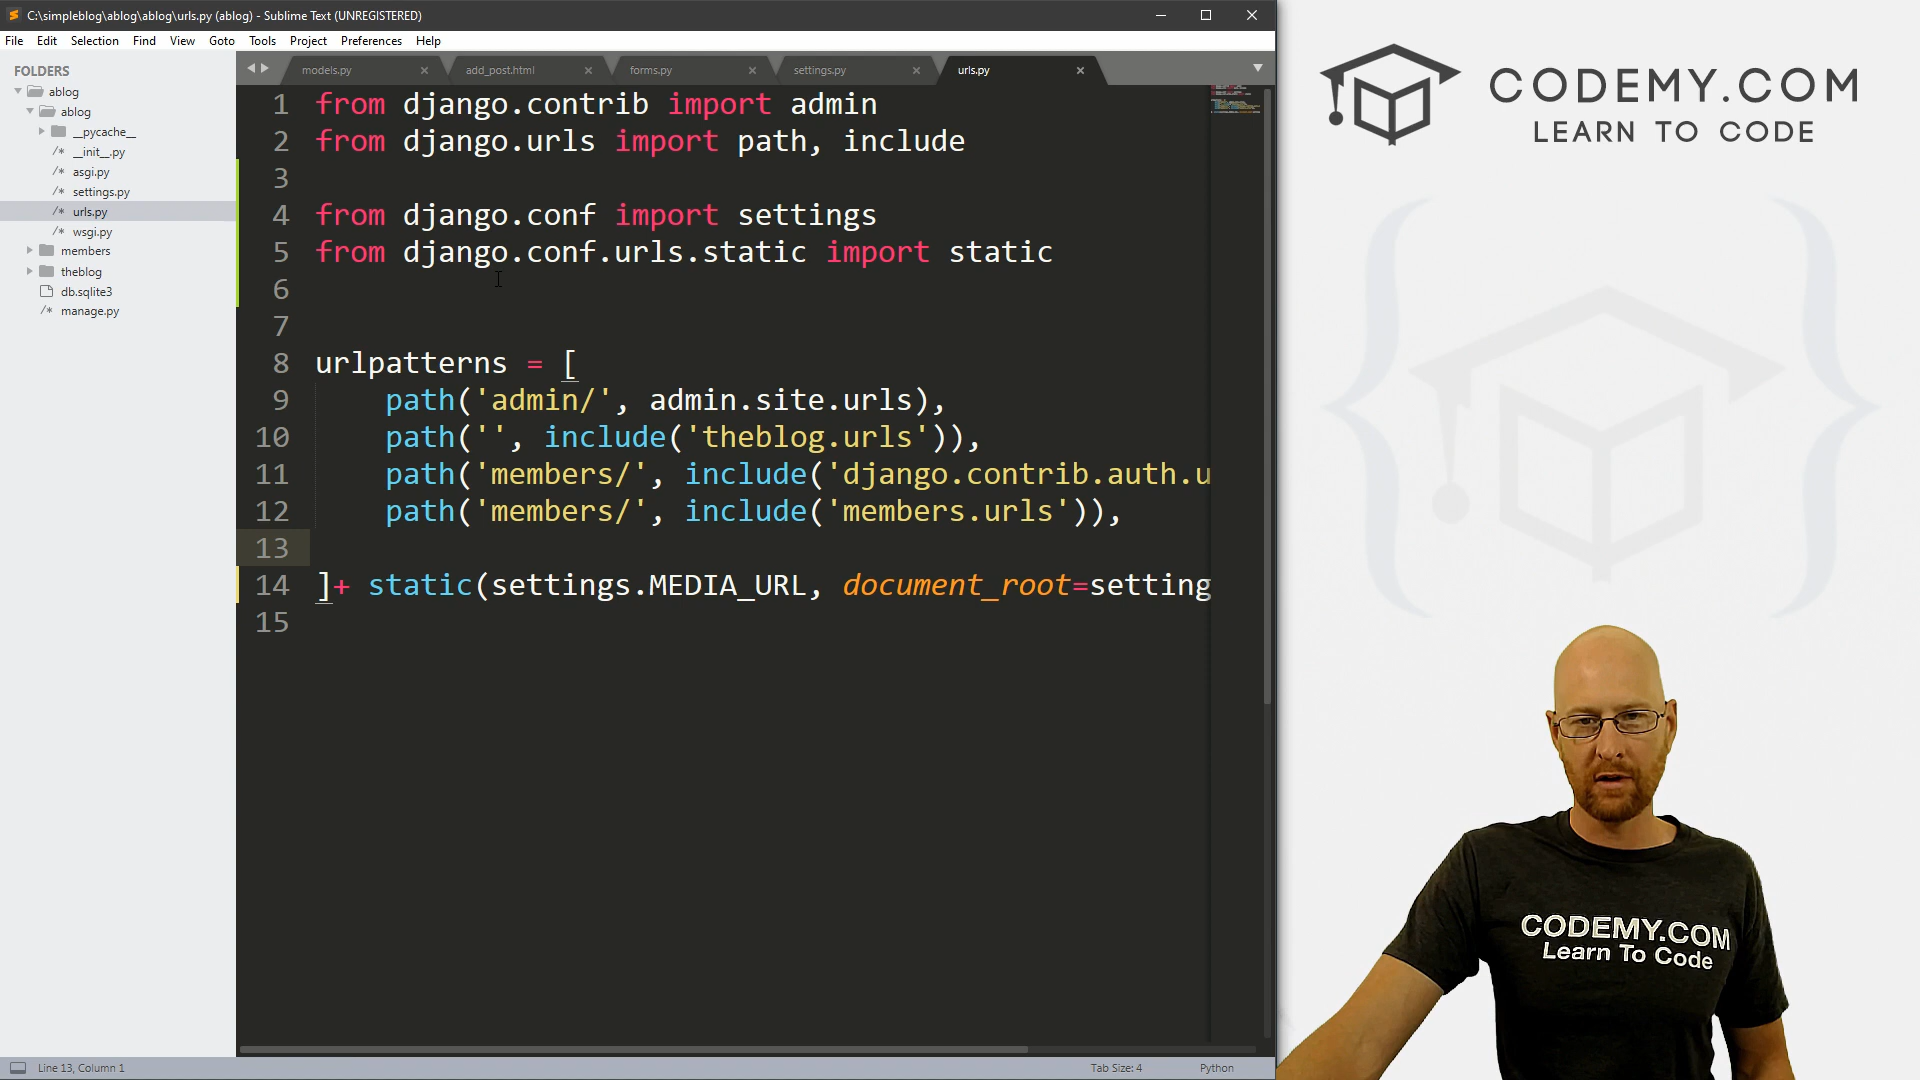 C:\simpleblog\ablog\ablog\urls.py (ablog) - Sublime Text (UNREGISTERED)
File Edit Selection Find View Goto Tools Project Preferences Help
FOLDERS
ablog
ablog
__pycache__
__init__.py
asgi.py
settings.py
urls.py
wsgi.py
members
theblog
db.sqlite3
manage.py
models.py add_post.html forms.py settings.py urls.py
1 from django.contrib import admin
2 from django.urls import path, include
3
4 from django.conf import settings
5 from django.conf.urls.static import static
6
7
8 urlpatterns = [
9 path('admin/', admin.site.urls),
10 path('', include('theblog.urls')),
11 path('members/', include('django.contrib.auth.u
12 path('members/', include('members.urls')),
13
14 ]+ static(settings.MEDIA_URL, document_root=setting
15
Line 13, Column 1 Tab Size: 4 Python
CODEMY.COM
LEARN TO CODE
CODEMY.COM
Learn To Code